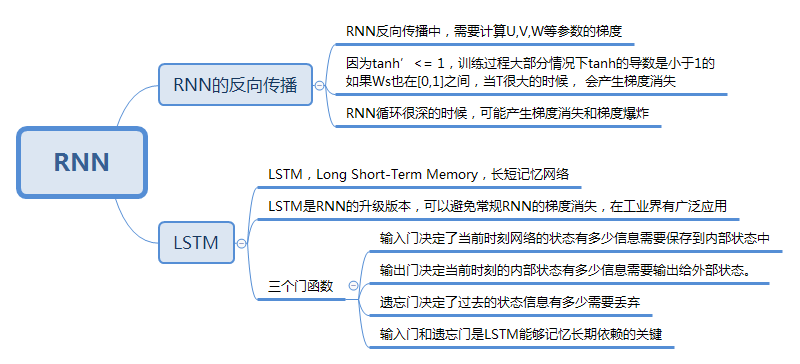 RNN
RNN的反向传播
RNN反向传播中，需要计算U,V,W等参数的梯度
因为tanh’ <= 1，训练过程大部分情况下tanh的导数是小于1的
如果Ws也在[0,1]之间，当T很大的时候， 会产生梯度消失
RNN循环很深的时候，可能产生梯度消失和梯度爆炸
LSTM
LSTM，Long Short-Term Memory，长短记忆网络
LSTM是RNN的升级版本，可以避免常规RNN的梯度消失，在工业界有广泛应用
三个门函数
输入门决定了当前时刻网络的状态有多少信息需要保存到内部状态中
输出门决定当前时刻的内部状态有多少信息需要输出给外部状态。
遗忘门决定了过去的状态信息有多少需要丢弃
输入门和遗忘门是LSTM能够记忆长期依赖的关键